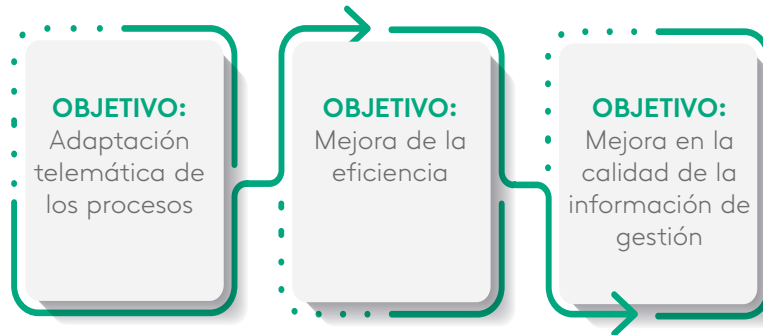 OBJETIVO:
Adaptación
telemática de
los procesos
OBJETIVO:
Mejora de la
eficiencia
OBJETIVO:
Mejora en la
calidad de la
información de
gestión